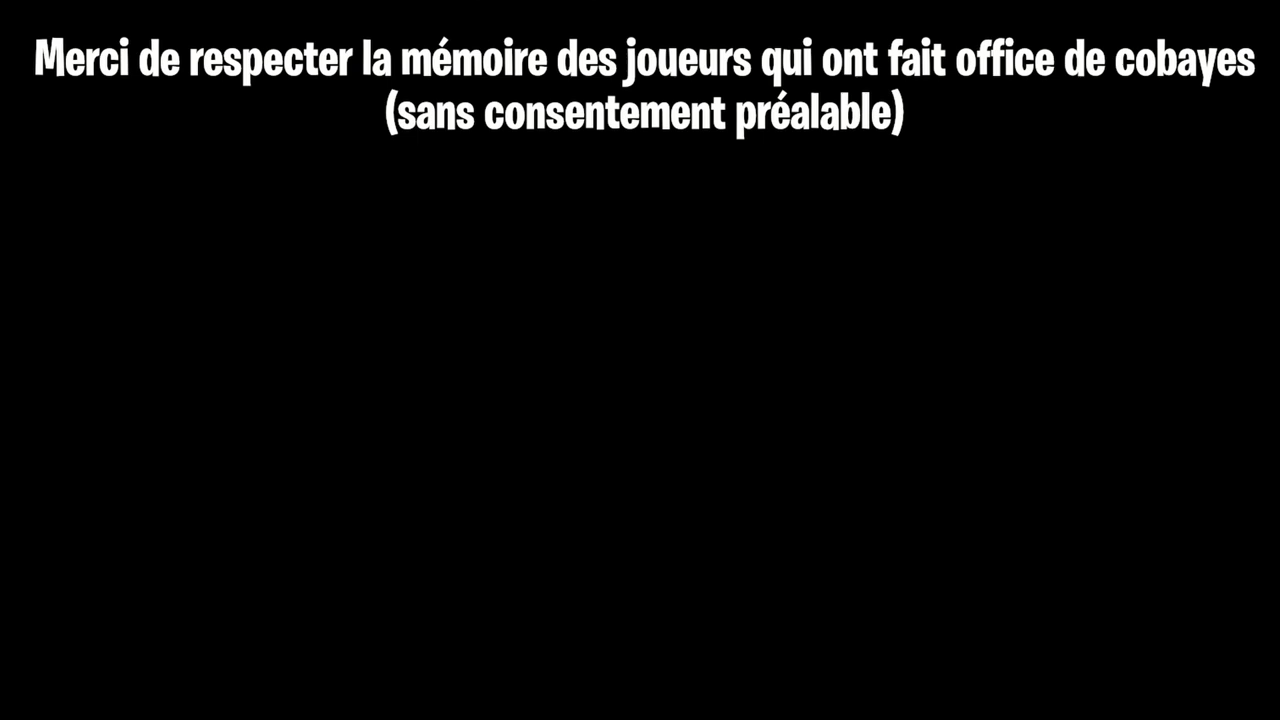 Merci de respecter la mémoire des joueurs qui ont fait office de cobayes
(sans consentement préalable)